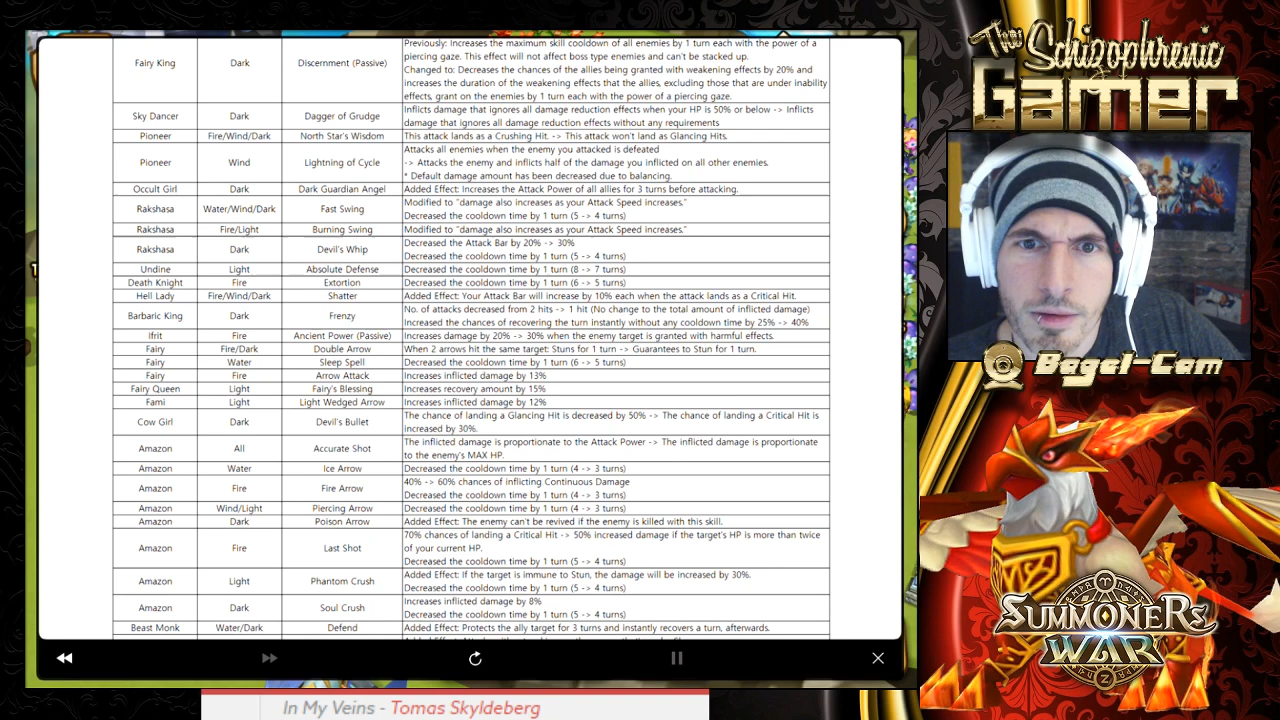 Previously: Increases the maximum skill cooldown of all enemies by 1 turn each with the power of a
piercing gaze. This effect will not affect boss type enemies and can't be stacked up.
Fairy King Dark Discernment (Passive)
Changed to: Decreases the chances of the allies being granted with weakening effects by 20% and
increases the duration of the weakening effects that the allies, excluding those that are under inability
effects, grant on the enemies by 1 turn each with the power of a piercing gaze.
Sky Dancer Dark Dagger of Grudge Inflicts damage that ignores all damage reduction effects when your HP is 50% or below -> Inflicts
damage that ignores all damage reduction effects without any requirements
Pioneer Fire/Wind/Dark North Star's Wisdom This attack lands as a Crushing Hit. -> This attack won't land as Glancing Hits.
Attacks all enemies when the enemy you attacked is defeated
Pioneer Wind Lightning of Cycle -> Attacks the enemy and inflicts half of the damage you inflicted on all other enemies.
* Default damage amount has been decreased due to balancing.
Occult Girl Dark Dark Guardian Angel Added Effect: Increases the Attack Power of all allies for 3 turns before attacking.
Rakshasa Water/Wind/Dark Fast Swing Modified to "damage also increases as your Attack Speed increases."
Decreased the cooldown time by 1 turn (5 -> 4 turns)
Rakshasa Fire/Light Burning Swing Modified to "damage also increases as your Attack Speed increases."
Rakshasa Dark Devil's Whip Decreased the Attack Bar by 20% -> 30%
Decreased the cooldown time by 1 turn (5 -> 4 turns)
Undine Light Absolute Defense Decreased the cooldown time by 1 turn (8 -> 7 turns)
Death Knight Fire Extortion Decreased the cooldown time by 1 turn (6 -> 5 turns)
Hell Lady Fire/Wind/Dark Shatter Added Effect: Your Attack Bar will increase by 10% each when the attack lands as a Critical Hit.
Barbaric King Dark Frenzy No. of attacks decreased from 2 hits -> 1 hit (No change to the total amount of inflicted damage)
Increased the chances of recovering the turn instantly without any cooldown time by 25% -> 40%
Ifrit Fire Ancient Power (Passive) Increases damage by 20% -> 30% when the enemy target is granted with harmful effects.
Fairy Fire/Dark Double Arrow When 2 arrows hit the same target: Stuns for 1 turn -> Guarantees to Stun for 1 turn.
Fairy Water Sleep Spell Decreased the cooldown time by 1 turn (6 -> 5 turns)
Fairy Fire Arrow Attack Increases inflicted damage by 13%
Fairy Queen Light Fairy's Blessing Increases recovery amount by 15%
Fami Light Light Wedged Arrow Increases inflicted damage by 12%
Cow Girl Dark Devil's Bullet The chance of landing a Glancing Hit is decreased by 50% -> The chance of landing a Critical Hit is
increased by 30%.
Amazon All Accurate Shot The inflicted damage is proportionate to the Attack Power -> The inflicted damage is proportionate
to the enemy's MAX HP.
Amazon Water Ice Arrow Decreased the cooldown time by 1 turn (4 -> 3 turns)
Amazon Fire Fire Arrow 40% -> 60% chances of inflicting Continuous Damage
Decreased the cooldown time by 1 turn (4 -> 3 turns)
Amazon Wind/Light Piercing Arrow Decreased the cooldown time by 1 turn (4 -> 3 turns)
Amazon Dark Poison Arrow Added Effect: The enemy can't be revived if the enemy is killed with this skill.
70% chances of landing a Critical Hit -> 50% increased damage if the target's HP is more than twice
Amazon Fire Last Shot of your current HP.
Decreased the cooldown time by 1 turn (5 -> 4 turns)
Amazon Light Phantom Crush Added Effect: If the target is immune to Stun, the damage will be increased by 30%.
Decreased the cooldown time by 1 turn (5 -> 4 turns)
Amazon Dark Soul Crush Increases inflicted damage by 8%
Decreased the cooldown time by 1 turn (5 -> 4 turns)
Beast Monk Water/Dark Defend Added Effect: Protects the ally target for 3 turns and instantly recovers a turn, afterwards.
In My Veins - Tomas Skyldeberg
The Schizophrenic
Gamer
Bagel-Cam
SUMMONERS
WAR